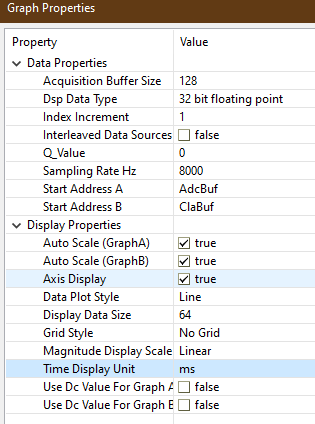 Graph Properties
Property Value
Data Properties
Acquisition Buffer Size 128
Dsp Data Type 32 bit floating point
Index Increment 1
Interleaved Data Sources false
Q_Value 0
Sampling Rate Hz 8000
Start Address A AdcBuf
Start Address B ClaBuf
Display Properties
Auto Scale (GraphA) true
Auto Scale (GraphB) true
Axis Display true
Data Plot Style Line
Display Data Size 64
Grid Style No Grid
Magnitude Display Scale Linear
Time Display Unit ms
Use Dc Value For Graph A false
Use Dc Value For Graph B false